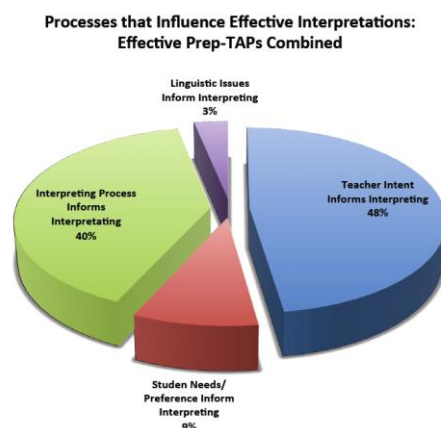 Processes that Influence Effective Interpretations:
Effective Prep-TAPs Combined
Linguistic Issues
Inform Interpreting
3%
Teacher Intent
Informs Interpreting
48%
Interpreting Process
Informs
Interpretating
40%
Studen Needs/
Preference Inform
Interpreting
9%